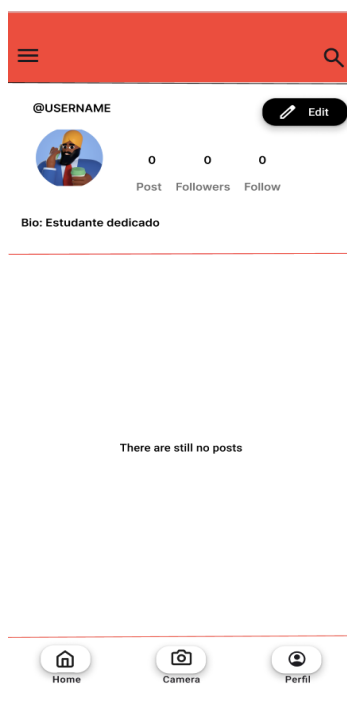 @USERNAME
Edit
0 0 0
Post Followers Follow
Bio: Estudante dedicado
There are still no posts
Home Camera Perfil